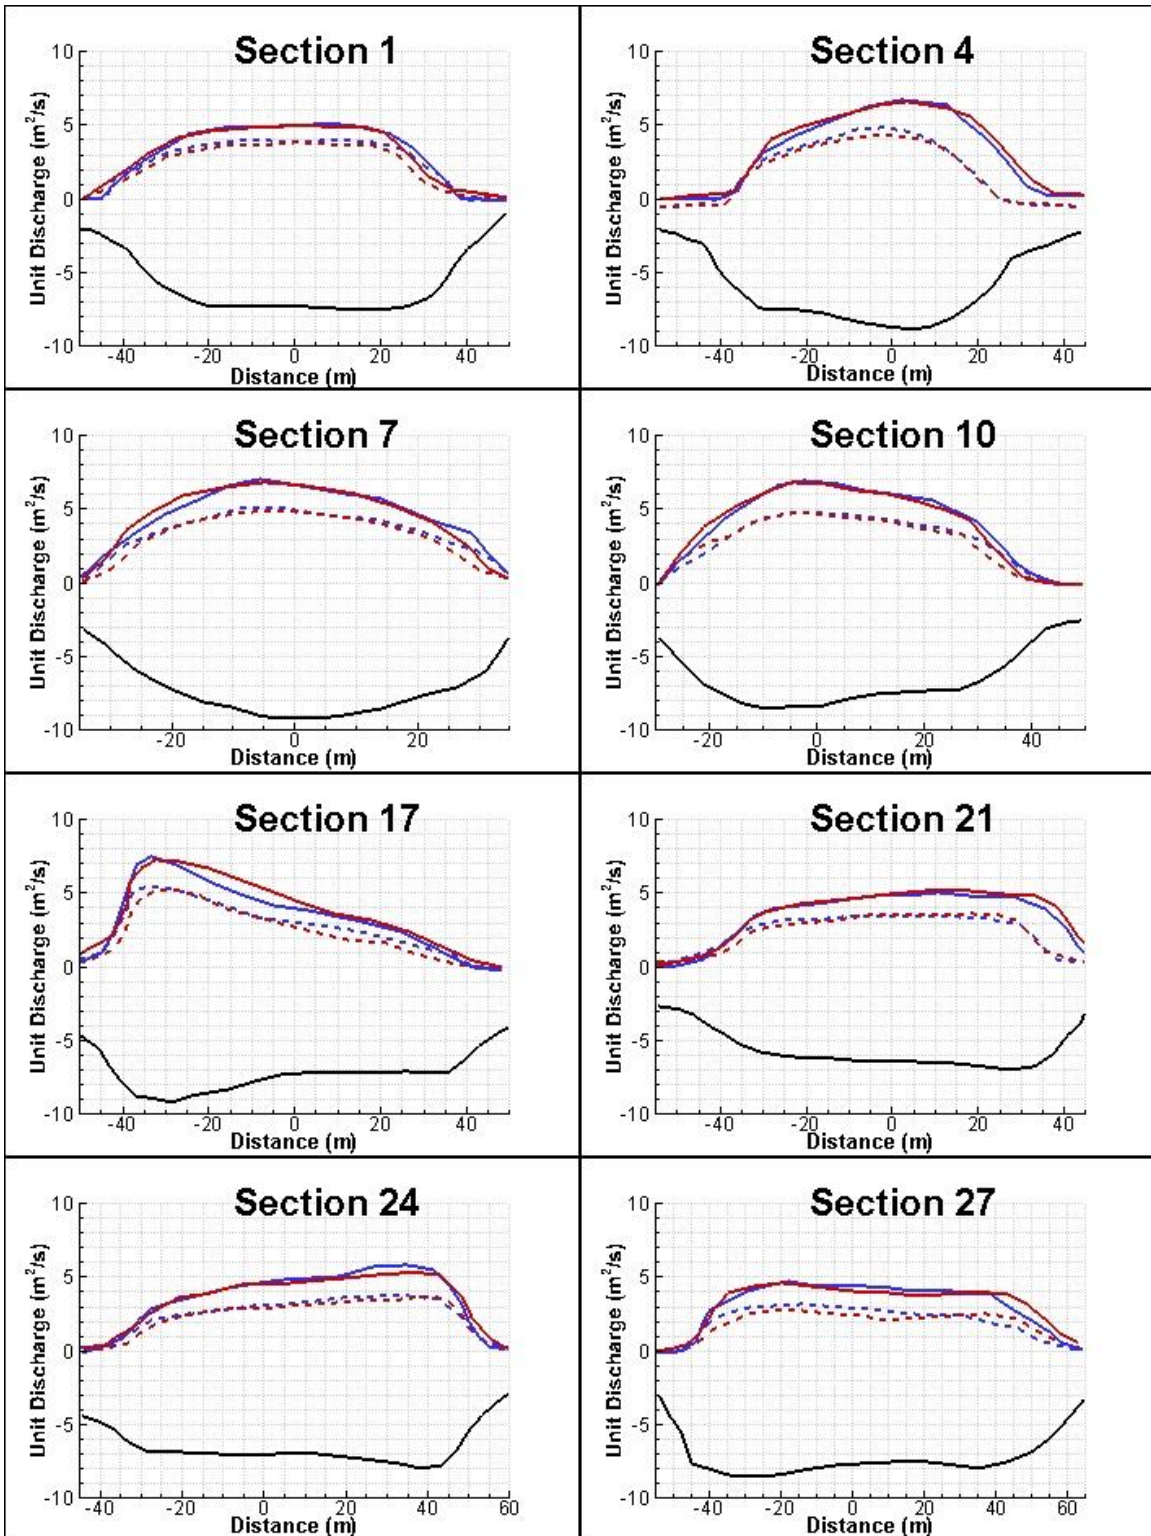 Section 1
10
5
0
-5
-10
Unit Discharge (m²/s)
-40 -20 0 20 40
Distance (m)
Section 4
10
5
0
-5
-10
Unit Discharge (m²/s)
-40 -20 0 20 40
Distance (m)
Section 7
10
5
0
-5
-10
Unit Discharge (m²/s)
-20 0 20
Distance (m)
Section 10
10
5
0
-5
-10
Unit Discharge (m²/s)
-20 0 20 40
Distance (m)
Section 17
10
5
0
-5
-10
Unit Discharge (m²/s)
-40 -20 0 20 40
Distance (m)
Section 21
10
5
0
-5
-10
Unit Discharge (m²/s)
-40 -20 0 20 40
Distance (m)
Section 24
10
5
0
-5
-10
Unit Discharge (m²/s)
-40 -20 0 20 40 60
Distance (m)
Section 27
10
5
0
-5
-10
Unit Discharge (m²/s)
-40 -20 0 20 40 60
Distance (m)